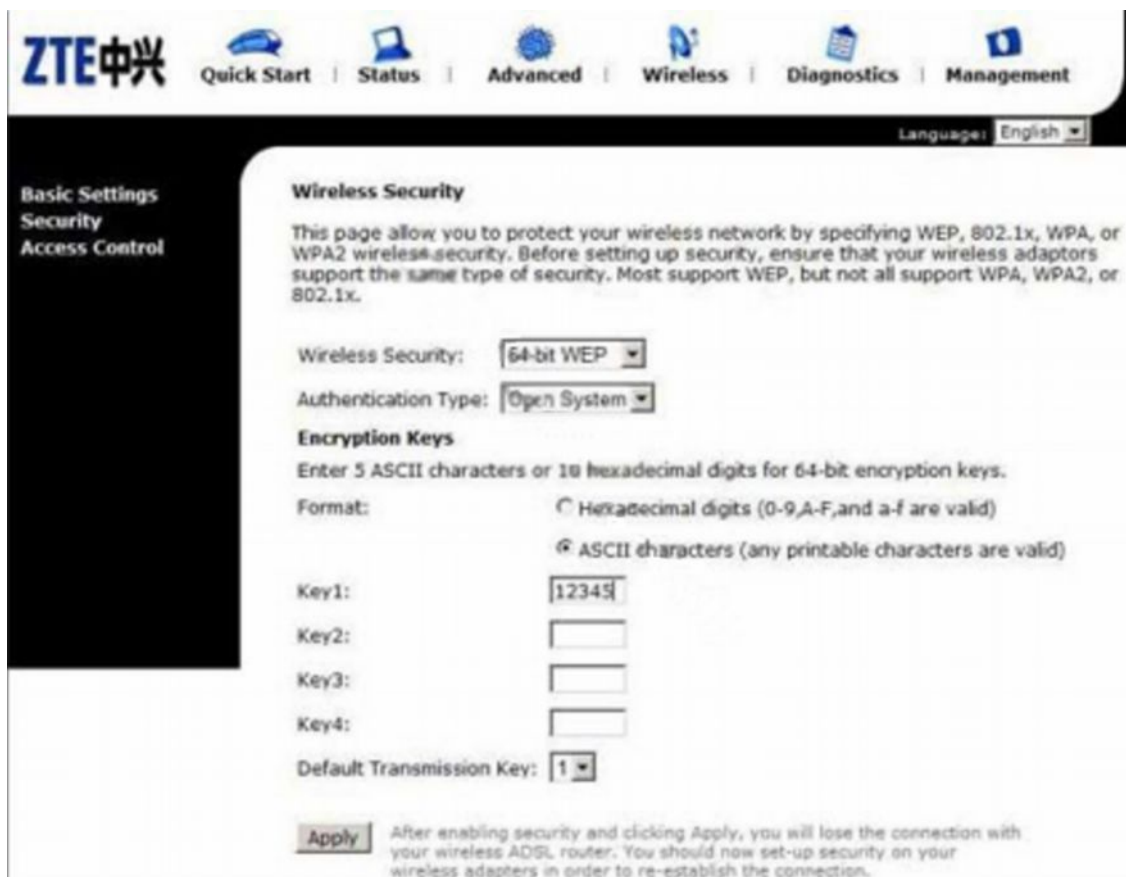 ZTE中兴
Quick Start | Status | Advanced | Wireless | Diagnostics | Management
Language: English
Basic Settings
Security
Access Control
Wireless Security
This page allow you to protect your wireless network by specifying WEP, 802.1x, WPA, or
WPA2 wireless security. Before setting up security, ensure that your wireless adaptors
support the same type of security. Most support WEP, but not all support WPA, WPA2, or
802.1x.
Wireless Security: 64-bit WEP
Authentication Type: Open System
Encryption Keys
Enter 5 ASCII characters or 10 hexadecimal digits for 64-bit encryption keys.
Format: Hexadecimal digits (0-9,A-F,and a-f are valid)
ASCII characters (any printable characters are valid)
Key1: 12345
Key2:
Key3:
Key4:
Default Transmission Key: 1
Apply
After enabling security and clicking Apply, you will lose the connection with
your wireless ADSL router. You should now set-up security on your
wireless adapters in order to re-establish the connection.